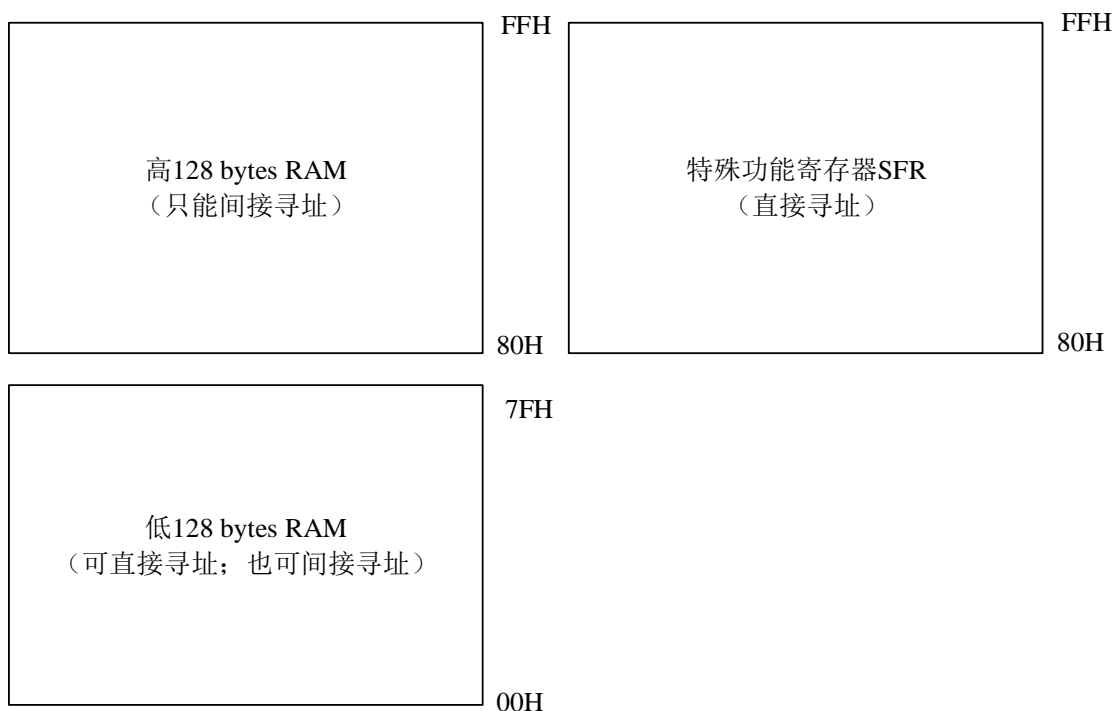 FFH
高128 bytes RAM
（只能间接寻址）
80H
FFH
特殊功能寄存器SFR
（直接寻址）
80H
7FH
低128 bytes RAM
（可直接寻址；也可间接寻址）
00H